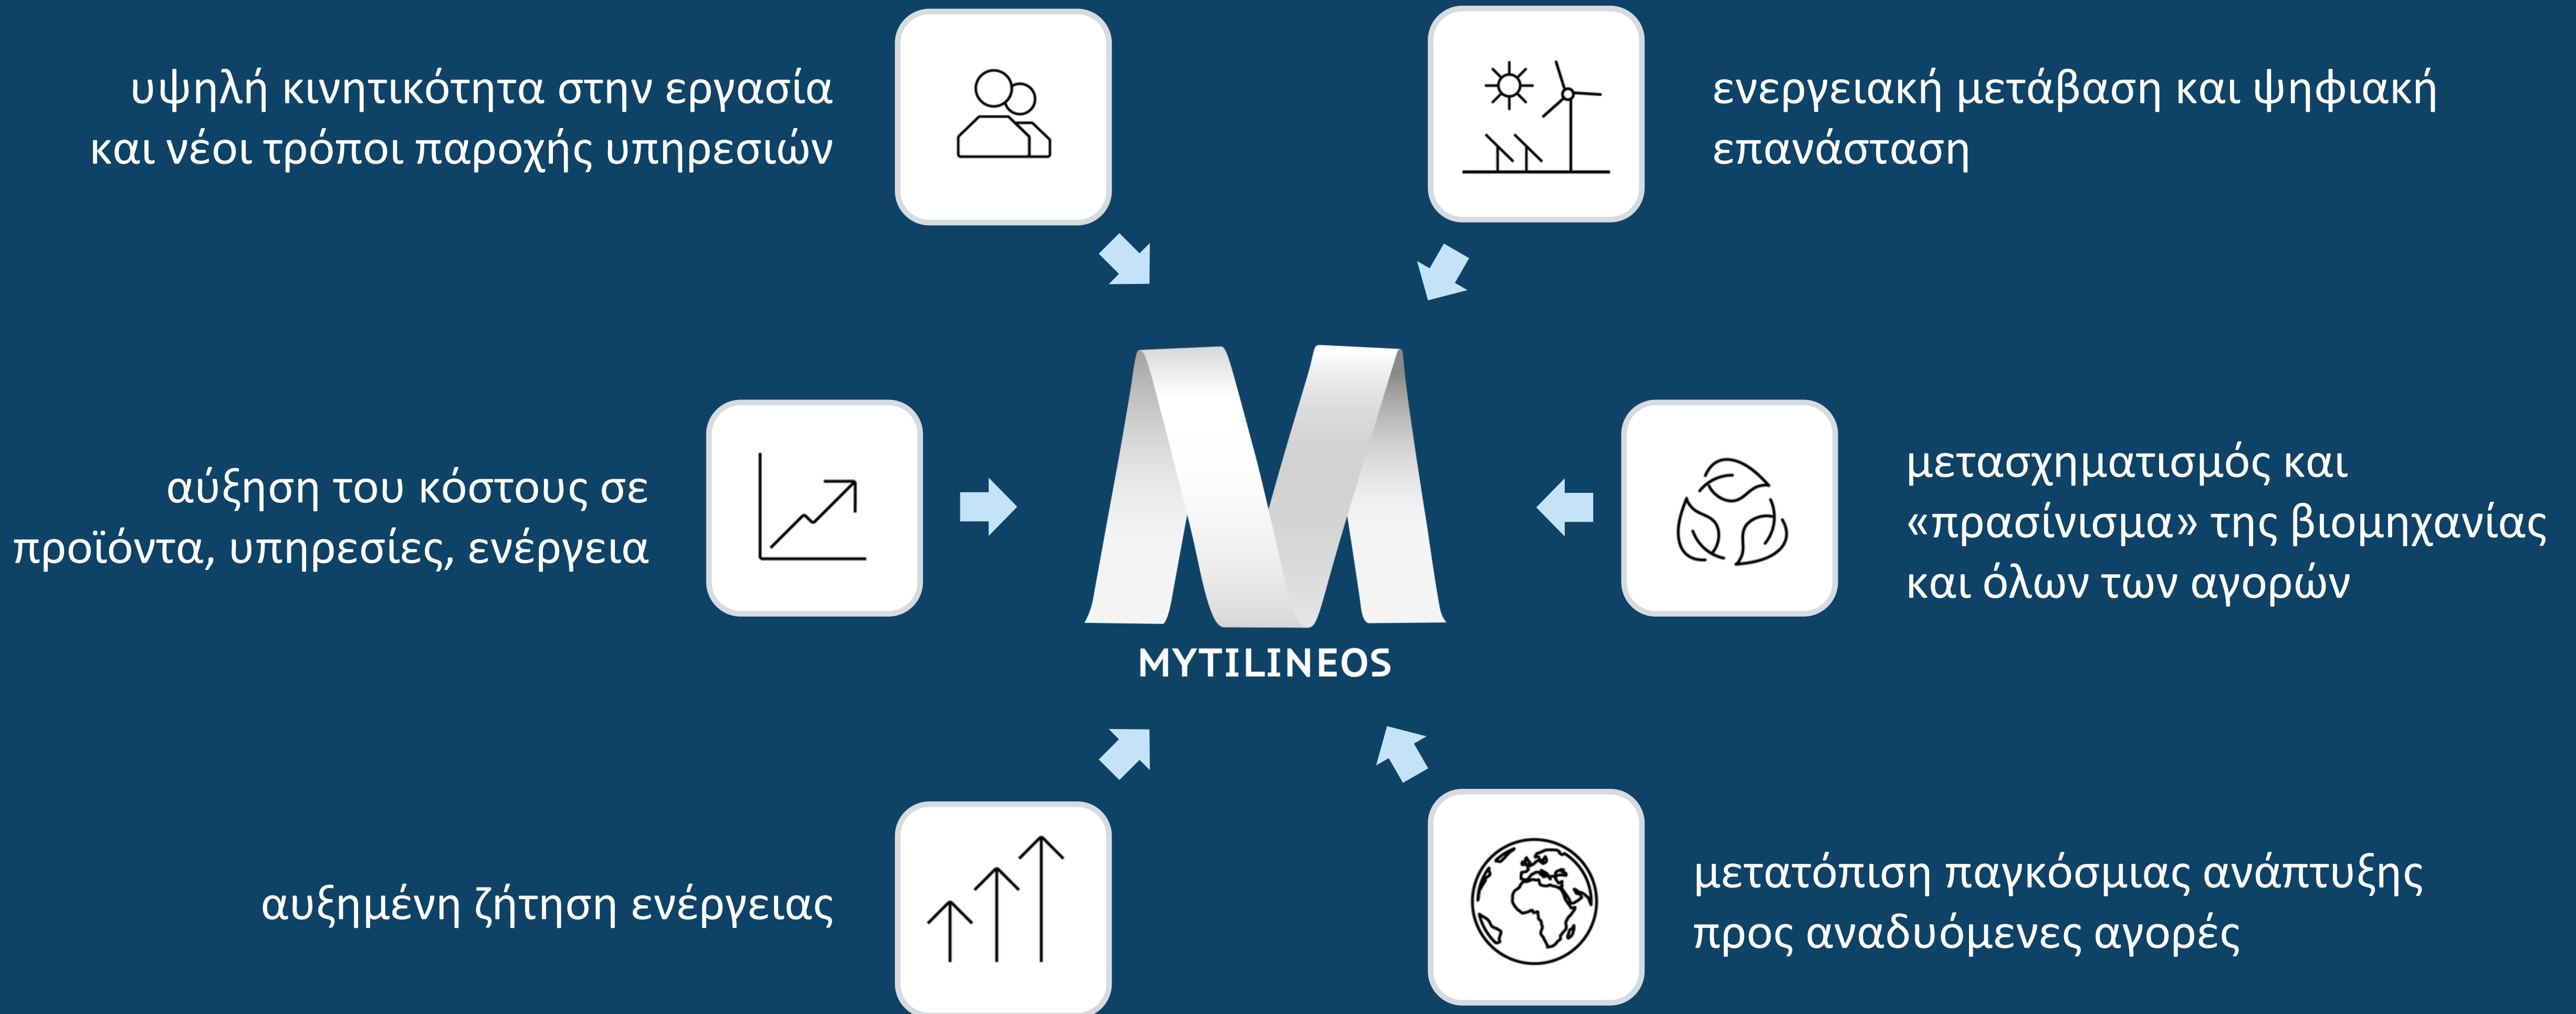 υψηλή κινητικότητα στην εργασία
και νέοι τρόποι παροχής υπηρεσιών
ενεργειακή μετάβαση και ψηφιακή
επανάσταση
αύξηση του κόστους σε
προϊόντα, υπηρεσίες, ενέργεια
MYTILINEOS
μετασχηματισμός και
«πρασίνισμα» της βιομηχανίας
και όλων των αγορών
αυξημένη ζήτηση ενέργειας
μετατόπιση παγκόσμιας ανάπτυξης
προς αναδυόμενες αγορές